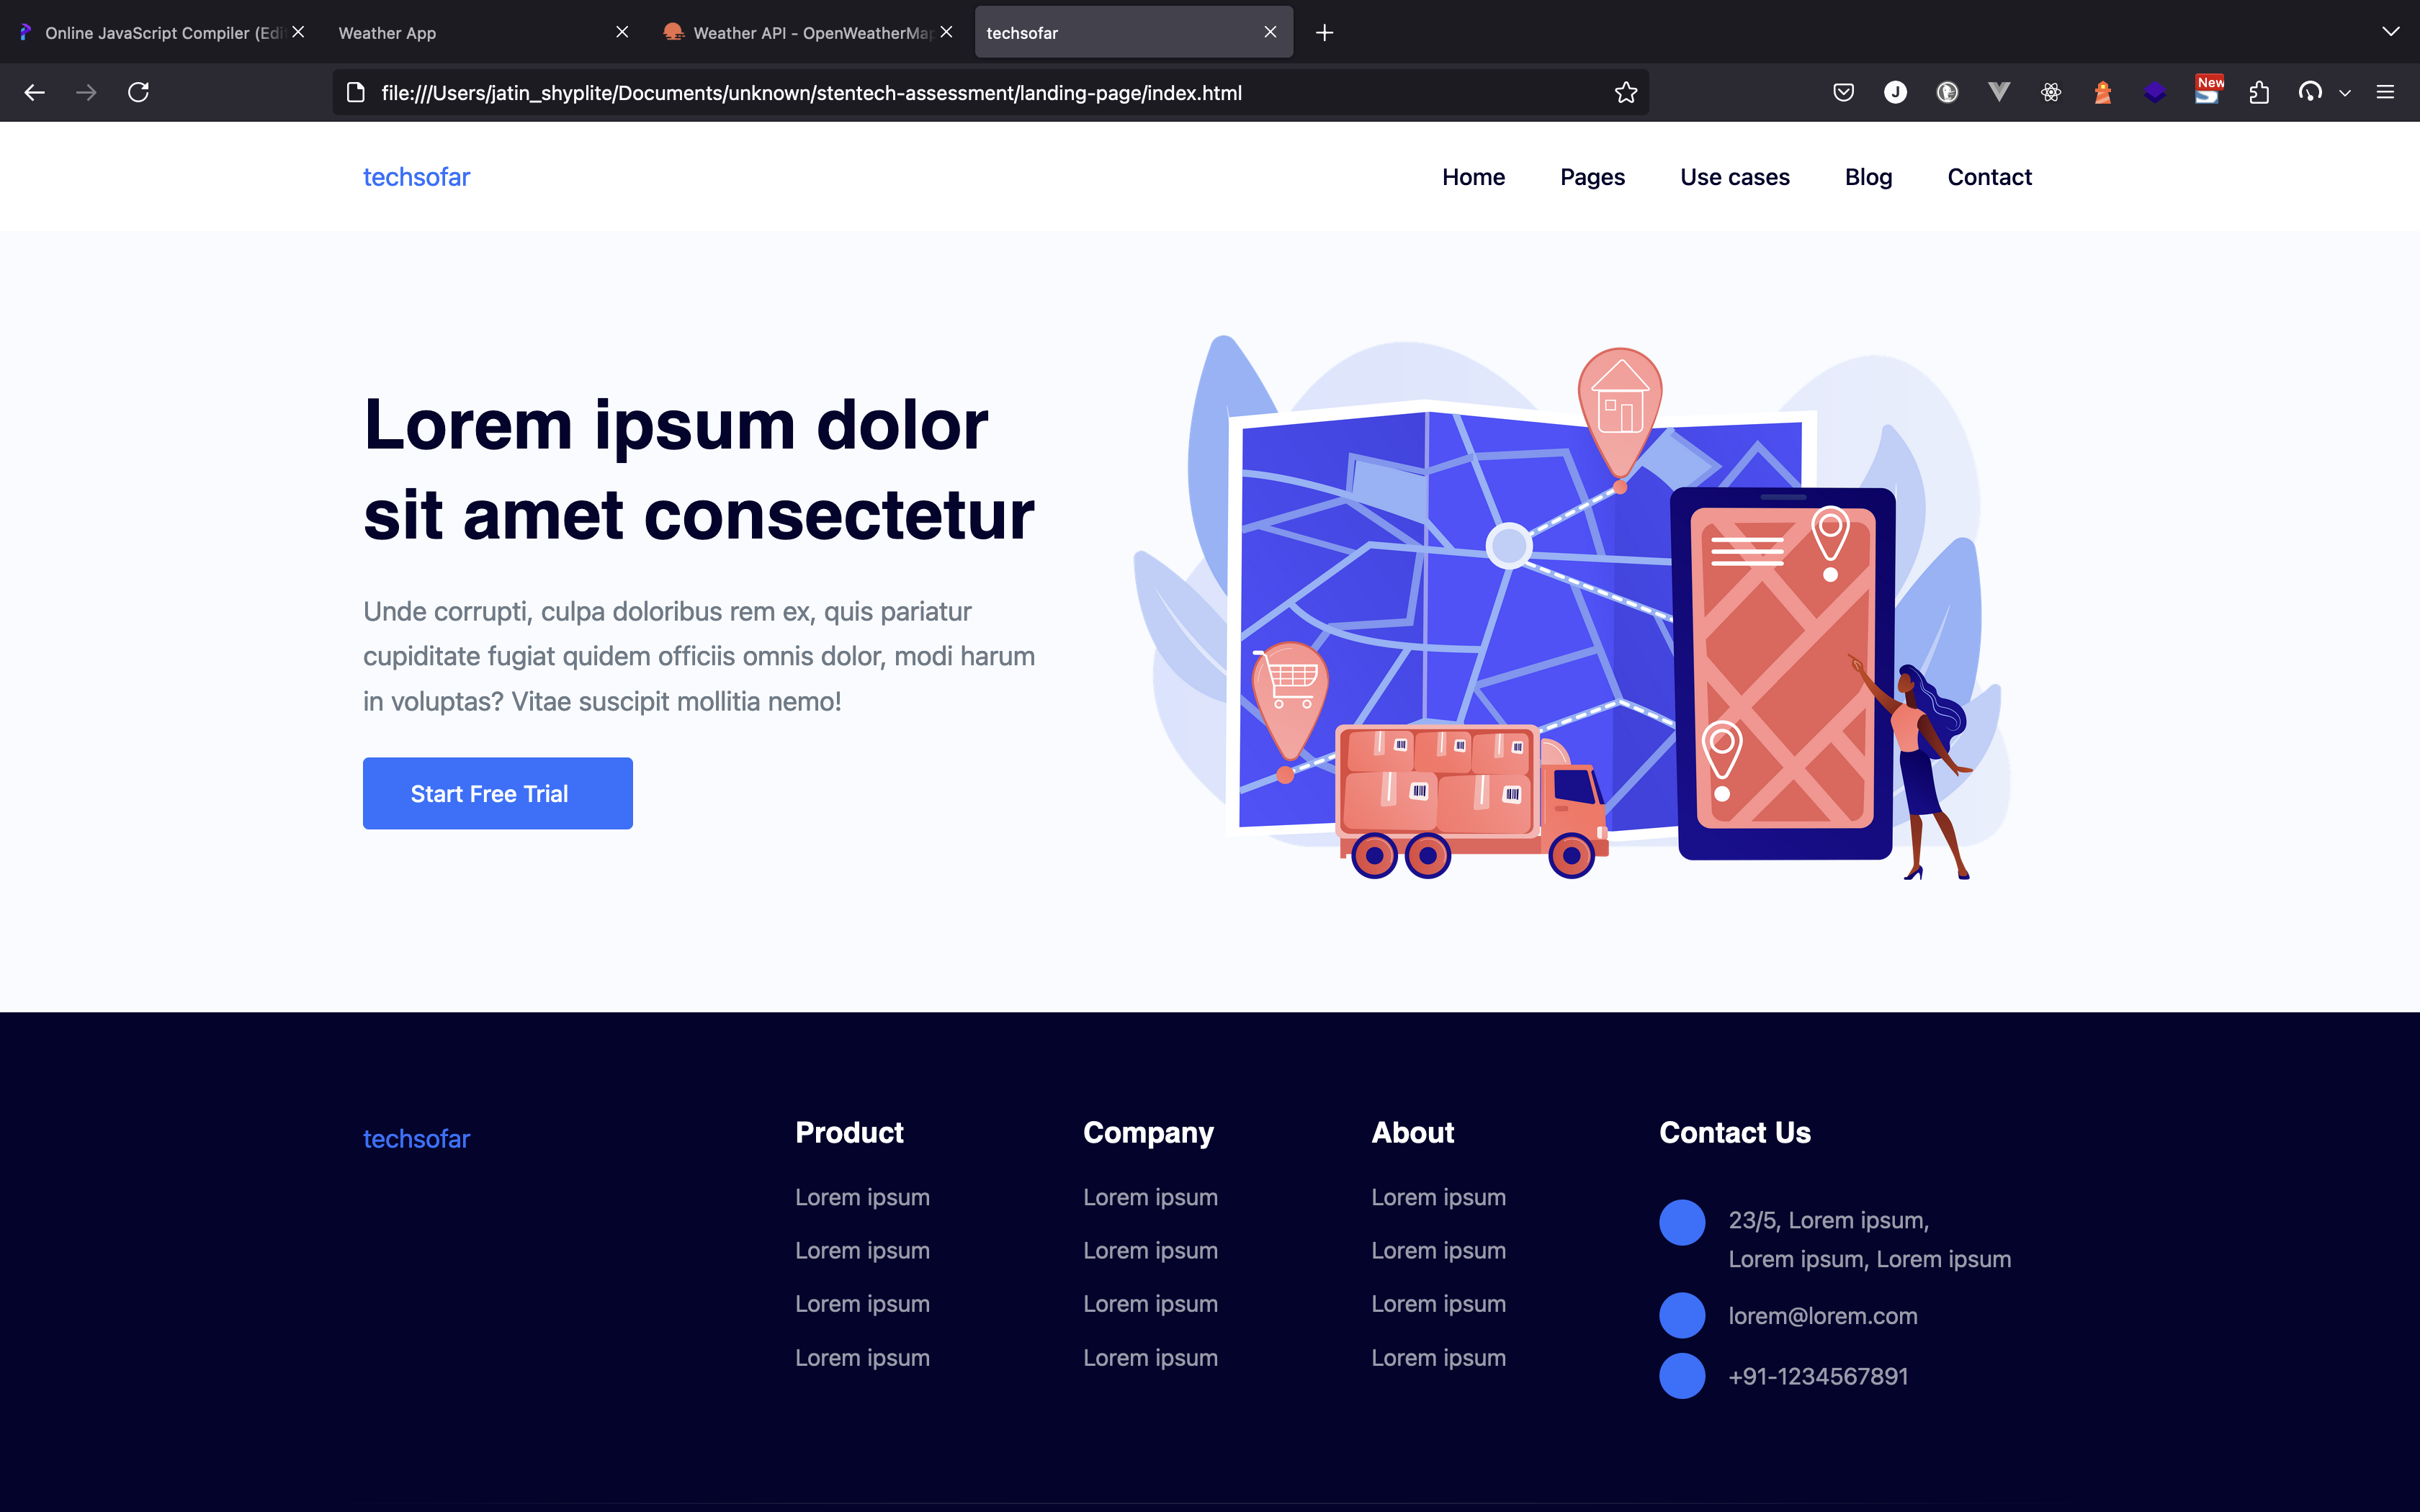 Online JavaScript Compiler (Edi
Weather App
Weather API - OpenWeatherMap
techsofar
file:///Users/jatin_shyplite/Documents/unknown/stentech-assessment/landing-page/index.html
J
New
techsofar
Home
Pages
Use cases
Blog
Contact
Lorem ipsum dolor
sit amet consectetur
Unde corrupti, culpa doloribus rem ex, quis pariatur
cupiditate fugiat quidem officiis omnis dolor, modi harum
in voluptas? Vitae suscipit mollitia nemo!
Start Free Trial
techsofar
Product
Lorem ipsum
Lorem ipsum
Lorem ipsum
Lorem ipsum
Company
Lorem ipsum
Lorem ipsum
Lorem ipsum
Lorem ipsum
About
Lorem ipsum
Lorem ipsum
Lorem ipsum
Lorem ipsum
Contact Us
23/5, Lorem ipsum,
Lorem ipsum, Lorem ipsum
lorem@lorem.com
+91-1234567891